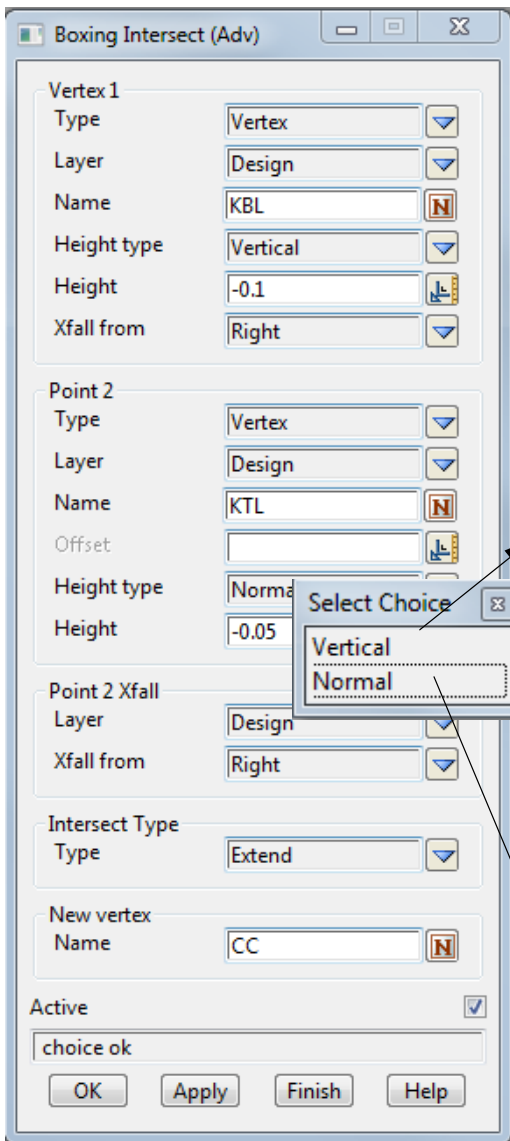 Boxing Intersect (Adv)
Vertex 1
Type Vertex
Layer Design
Name KBL N
Height type Vertical
Height -0.1
Xfall from Right
Point 2
Type Vertex
Layer Design
Name KTL N
Offset
Height type Norma
Height -0.05
Select Choice
Vertical
Normal
Point 2 Xfall
Layer Design
Xfall from Right
Intersect Type
Type Extend
New vertex
Name CC N
Active
choice ok
OK Apply Finish Help